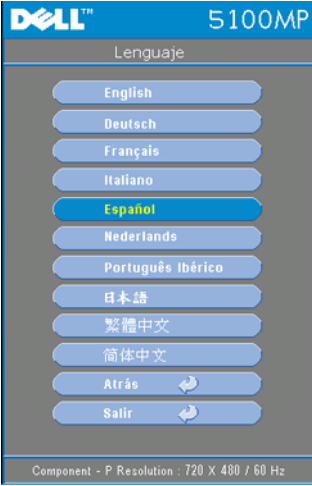 DELL™ 5100MP
Lenguaje
English
Deutsch
Français
Italiano
Español
Nederlands
Português Ibérico
日本語
繁體中文
简体中文
Atrás
Salir
Component - P Resolution : 720 X 480 / 60 Hz